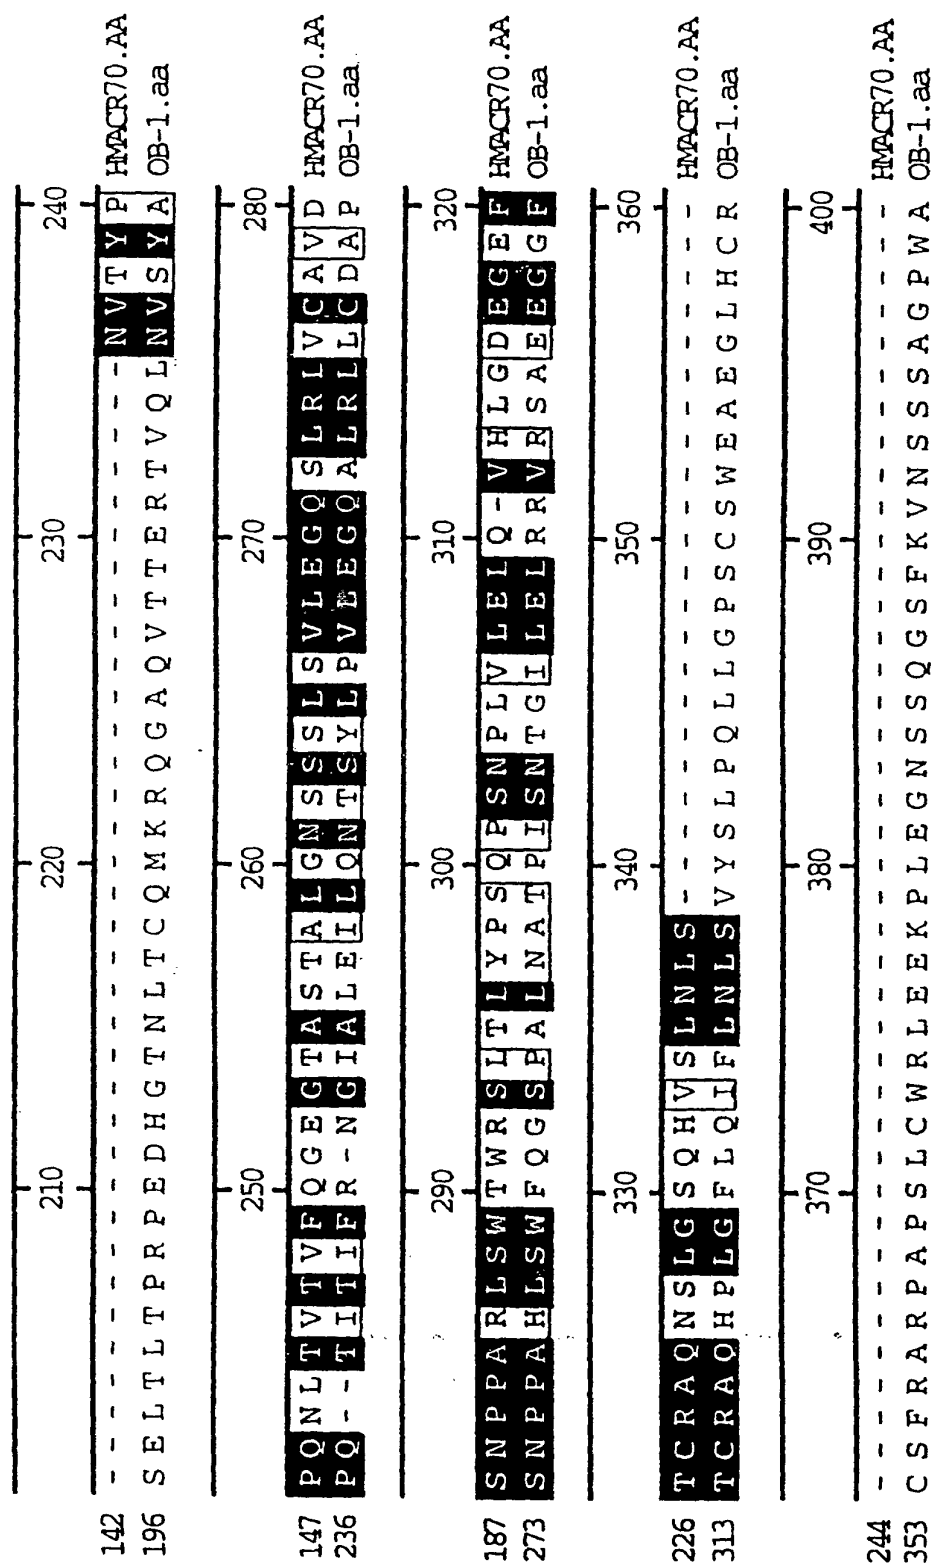 210 220 230 240
142 - - - - - - - - - - - - - - - - - - - - - - - - - - - - - - - - - - - N V T Y P HMACR70.AA
196 S E L T L T P R P E D H G T N L T C Q M K R Q G A Q V T T E R T V Q L N V S Y A OB-1.aa
250 260 270 280
147 P Q N L T V T V F Q G E G T A S T A L G N S S S L S V L E G Q S L R L V C A V D HMACR70.AA
236 P Q - - T I T I F R - N G I A L E I L Q N T S Y L P V L E G Q A L R L L C D A P OB-1.aa
290 300 310 320
187 S N P P A R L S W T W R S L T L Y P S Q P S N P L V L E L Q - V H L G D E G E F HMACR70.AA
273 S N P P A H L S W F Q G S P A L N A T P I S N T G I L E L R R V R S A E E G G F OB-1.aa
330 340 350 360
226 T C R A Q N S L G S Q H V S L N L S - - - - - - - - - - - - - - - - - - - - - - HMACR70.AA
313 T C R A Q H P L G F L Q I F L N L S V Y S L P Q L L G P S C S W E A E G L H C R OB-1.aa
370 380 390 400
244 - - - - - - - - - - - - - - - - - - - - - - - - - - - - - - - - - - - - - - - - HMACR70.AA
353 C S F R A R P A P S L C W R L E E K P L E G N S S Q G S F K V N S S S A G P W A OB-1.aa